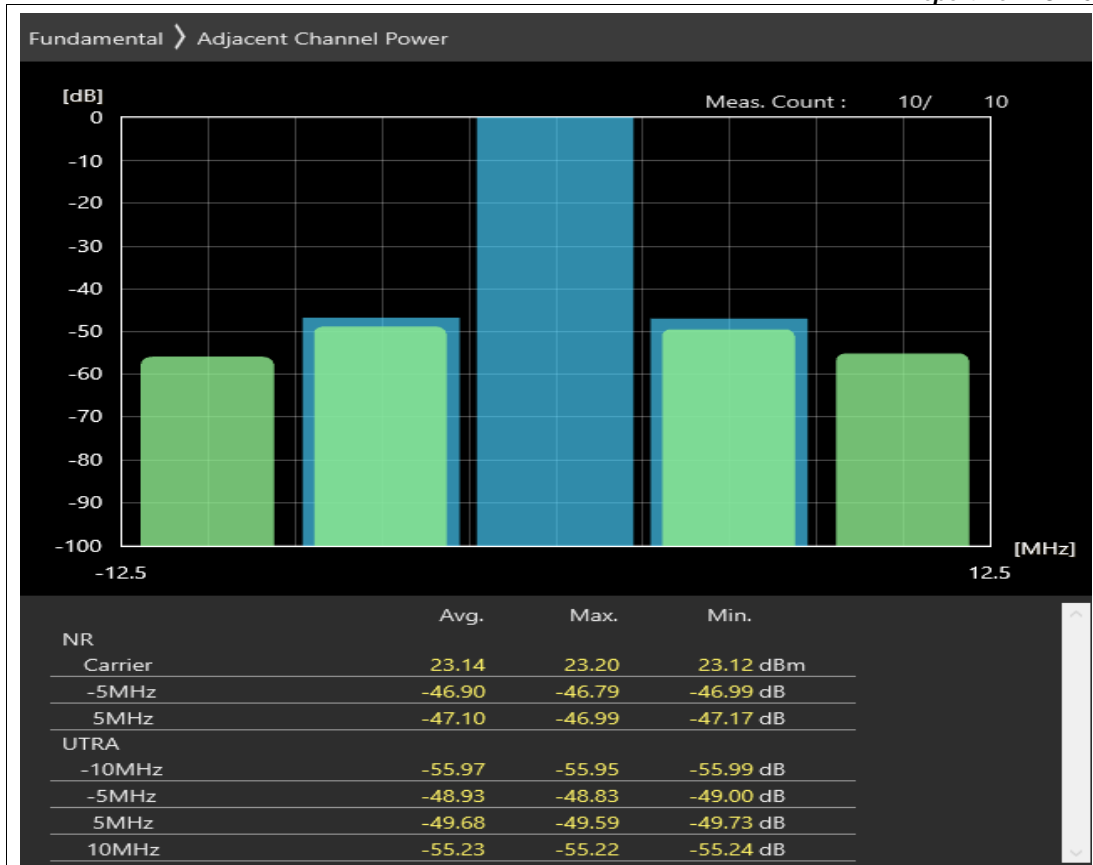 Fundamental ❯ Adjacent Channel Power
[dB]
Meas. Count : 10/ 10
0
-10
-20
-30
-40
-50
-60
-70
-80
-90
-100
[MHz]
-12.5 12.5
Avg. Max. Min.
NR
Carrier 23.14 23.20 23.12 dBm
-5MHz -46.90 -46.79 -46.99 dB
5MHz -47.10 -46.99 -47.17 dB
UTRA
-10MHz -55.97 -55.95 -55.99 dB
-5MHz -48.93 -48.83 -49.00 dB
5MHz -49.68 -49.59 -49.73 dB
10MHz -55.23 -55.22 -55.24 dB